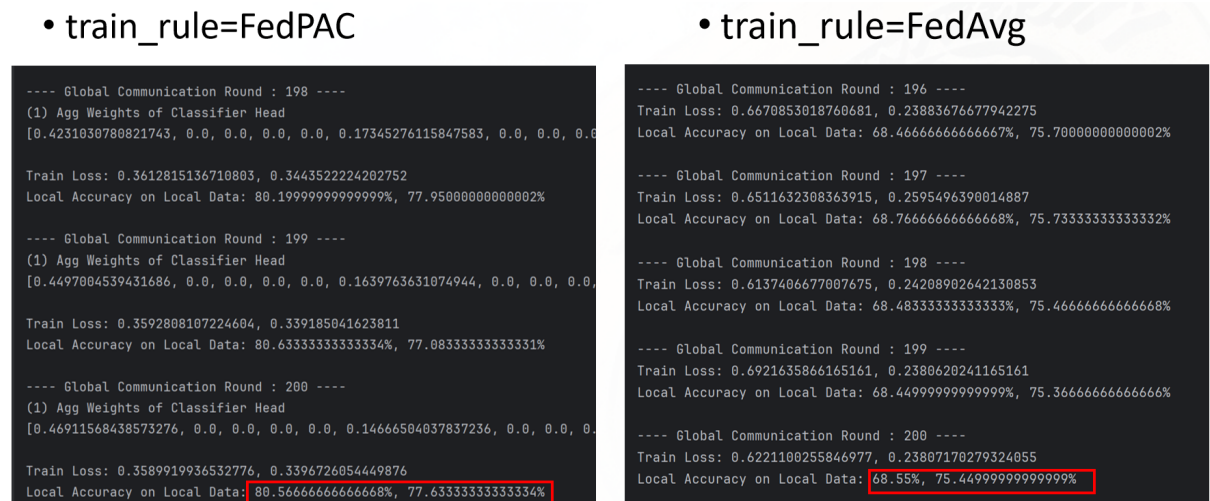 • train_rule=FedPAC
---- Global Communication Round : 198 ----
(1) Agg Weights of Classifier Head
[0.4231030780821743, 0.0, 0.0, 0.0, 0.0, 0.17345276115847583, 0.0, 0.0, 0.0
Train Loss: 0.3612815136710803, 0.3443522224202752
Local Accuracy on Local Data: 80.19999999999999%, 77.95000000000002%
---- Global Communication Round : 199 ----
(1) Agg Weights of Classifier Head
[0.4497004539431686, 0.0, 0.0, 0.0, 0.0, 0.1639763631074944, 0.0, 0.0, 0.0,
Train Loss: 0.3592808107224604, 0.339185041623811
Local Accuracy on Local Data: 80.63333333333334%, 77.08333333333331%
---- Global Communication Round : 200 ----
(1) Agg Weights of Classifier Head
[0.46911568438573276, 0.0, 0.0, 0.0, 0.0, 0.14666504037837236, 0.0, 0.0, 0.
Train Loss: 0.3589919936532776, 0.3396726054449876
Local Accuracy on Local Data: 80.56666666666668%, 77.63333333333334%
• train_rule=FedAvg
---- Global Communication Round : 196 ----
Train Loss: 0.6670853018760681, 0.23883676677942275
Local Accuracy on Local Data: 68.46666666666667%, 75.70000000000002%
---- Global Communication Round : 197 ----
Train Loss: 0.6511632308363915, 0.2595496390014887
Local Accuracy on Local Data: 68.76666666666668%, 75.73333333333332%
---- Global Communication Round : 198 ----
Train Loss: 0.6137406677007675, 0.24208902642130853
Local Accuracy on Local Data: 68.48333333333333%, 75.46666666666668%
---- Global Communication Round : 199 ----
Train Loss: 0.6921635866165161, 0.2380620241165161
Local Accuracy on Local Data: 68.44999999999999%, 75.36666666666666%
---- Global Communication Round : 200 ----
Train Loss: 0.6221100255846977, 0.23807170279324055
Local Accuracy on Local Data: 68.55%, 75.44999999999999%